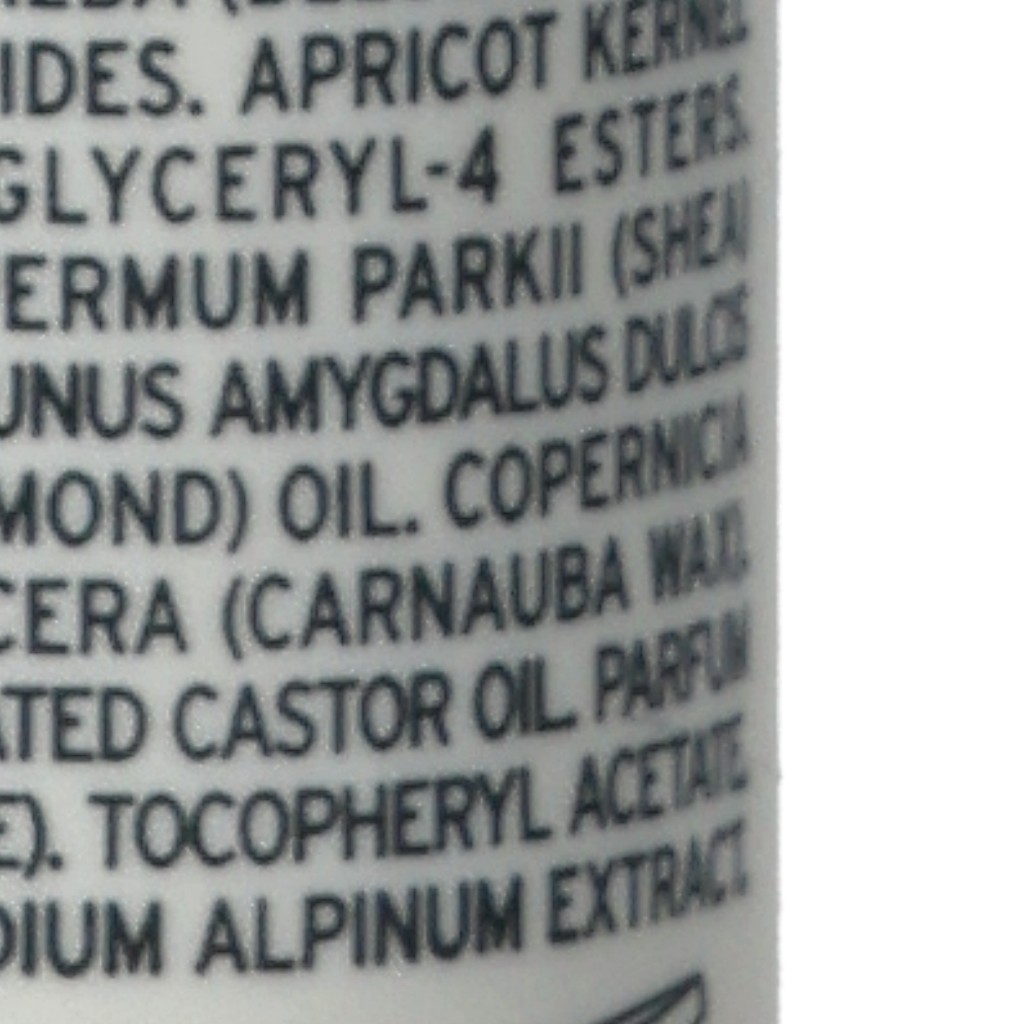 IDES. APRICOT KERNEL
GLYCERYL-4 ESTERS.
ERMUM PARKII (SHEA)
UNUS AMYGDALUS DULCIS
MOND) OIL. COPERNICIA
CERA (CARNAUBA WAX).
ATED CASTOR OIL. PARFUM
E). TOCOPHERYL ACETATE
DIUM ALPINUM EXTRACT.